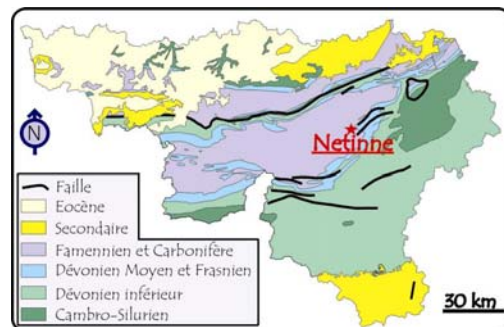 N
Netinne
Faille
Eocène
Secondaire
Famennien et Carbonifère
Dévonien Moyen et Frasnien
Dévonien inférieur
Cambro-Silurien
30 km